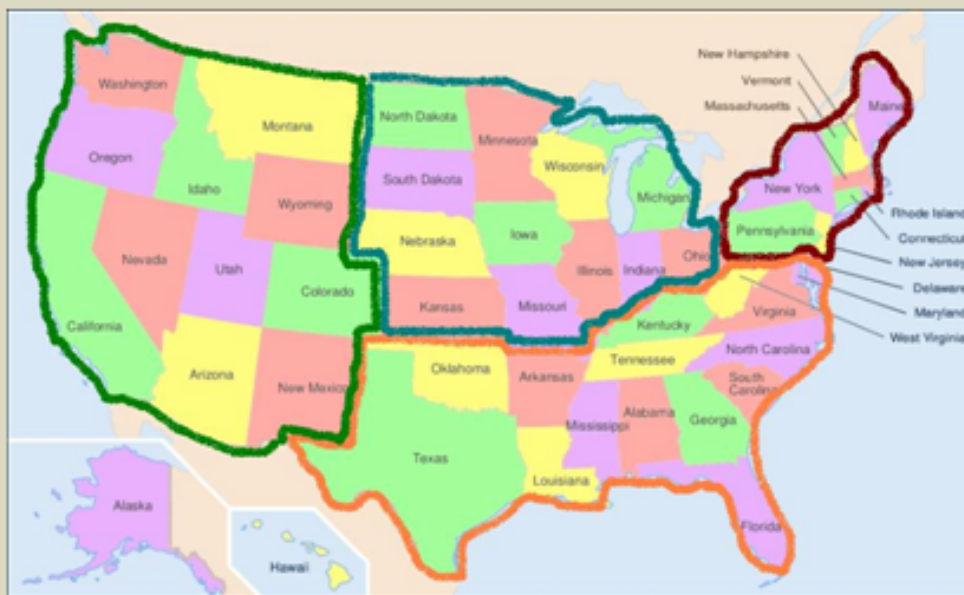 New Hampshire
Vermont
Massachusetts
Washington
Montana
North Dakota
Minnesota
Maine
Oregon
Idaho
Wisconsin
South Dakota
Michigan
New York
Wyoming
Rhode Island
Pennsylvania
Iowa
Connecticut
Nebraska
Nevada
Utah
Ohio
New Jersey
Illinois
Indiana
Colorado
Delaware
Kansas
Missouri
Virginia
Maryland
California
Kentucky
West Virginia
North Carolina
Tennessee
Oklahoma
Arizona
Arkansas
South
Carolina
New Mexico
Alabama
Georgia
Mississippi
Texas
Louisiana
Alaska
Florida
Hawaii